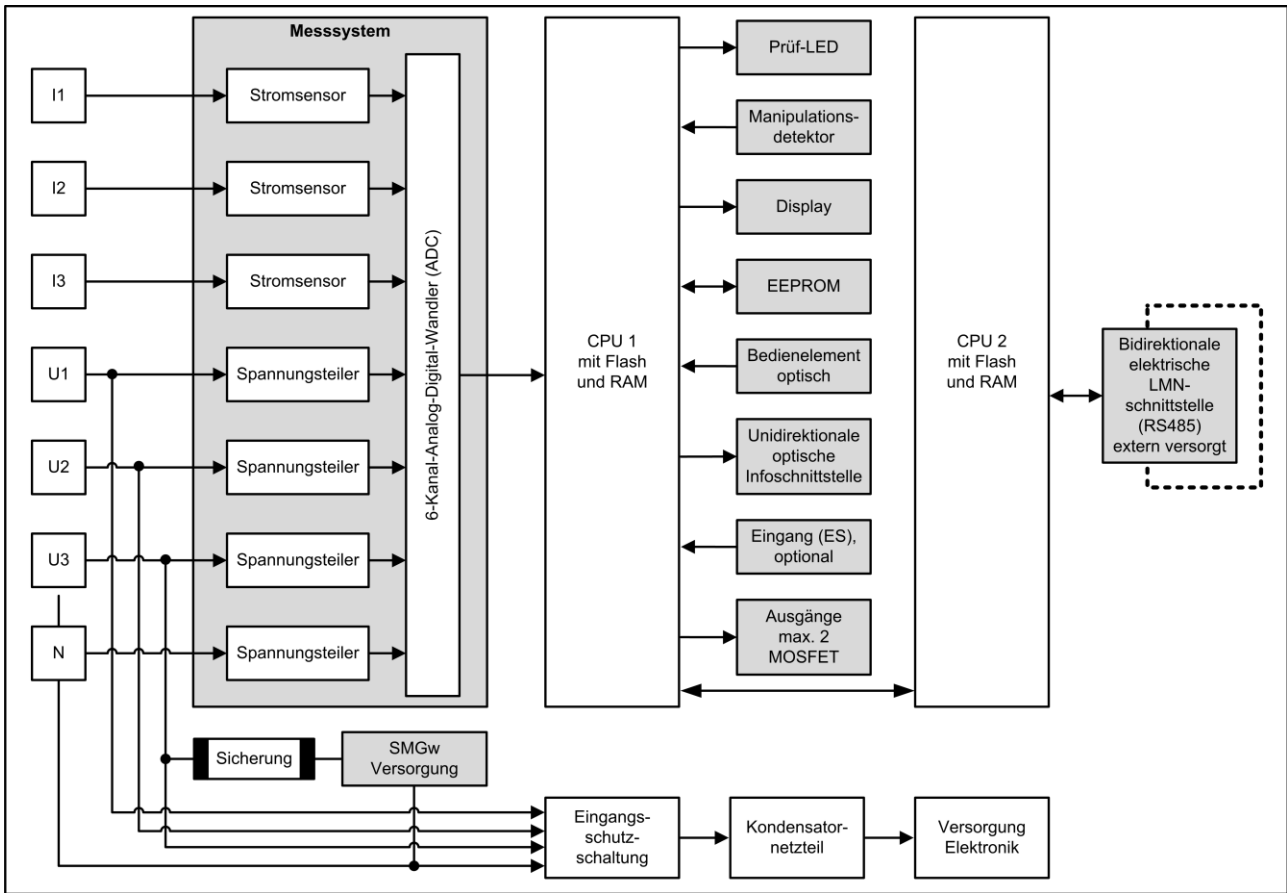 Messsystem
I1
Stromsensor
I2
Stromsensor
I3
Stromsensor
U1
Spannungsteiler
U2
Spannungsteiler
U3
Spannungsteiler
N
Spannungsteiler
6-Kanal-Analog-Digital-Wandler (ADC)
CPU 1
mit Flash
und RAM
Prüf-LED
Manipulations-
detektor
Display
EEPROM
Bedienelement
optisch
Unidirektionale
optische
Infoschnittstelle
Eingang (ES),
optional
Ausgänge
max. 2
MOSFET
CPU 2
mit Flash
und RAM
Bidirektionale
elektrische
LMN-
schnittstelle
(RS485)
extern versorgt
Sicherung
SMGw
Versorgung
Eingangs-
schutz-
schaltung
Kondensator-
netzteil
Versorgung
Elektronik